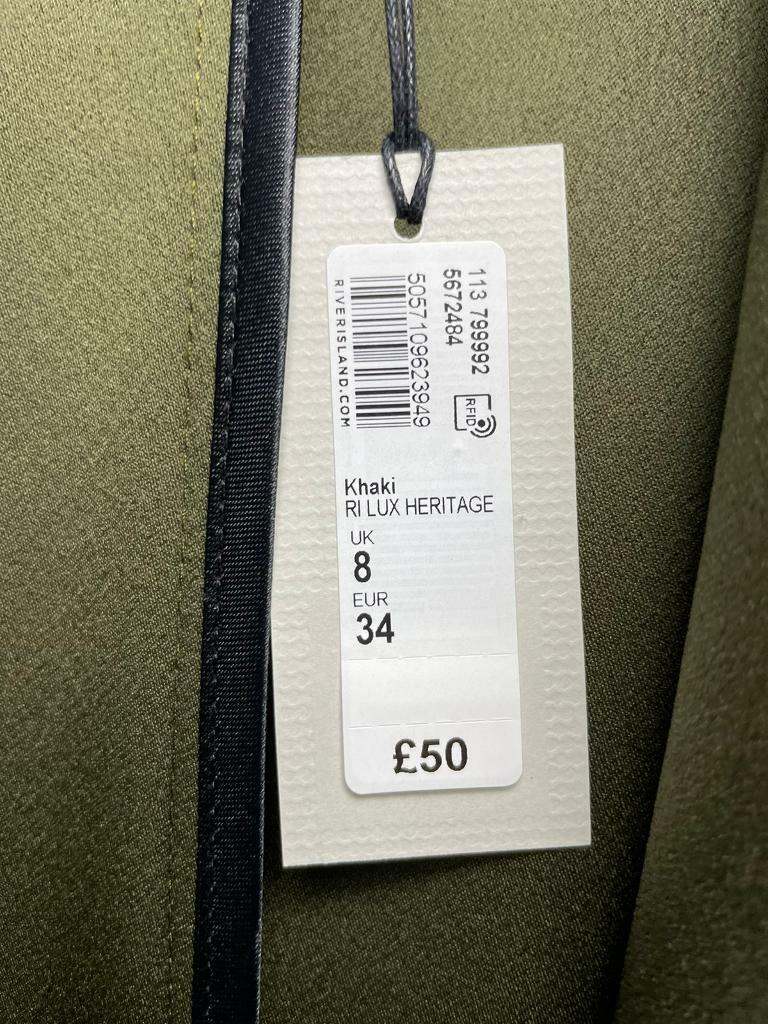 113 799992
5672484
RFID
5057109623949
RIVERISLAND.COM
Khaki
RI LUX HERITAGE
UK
8
EUR
34
£50